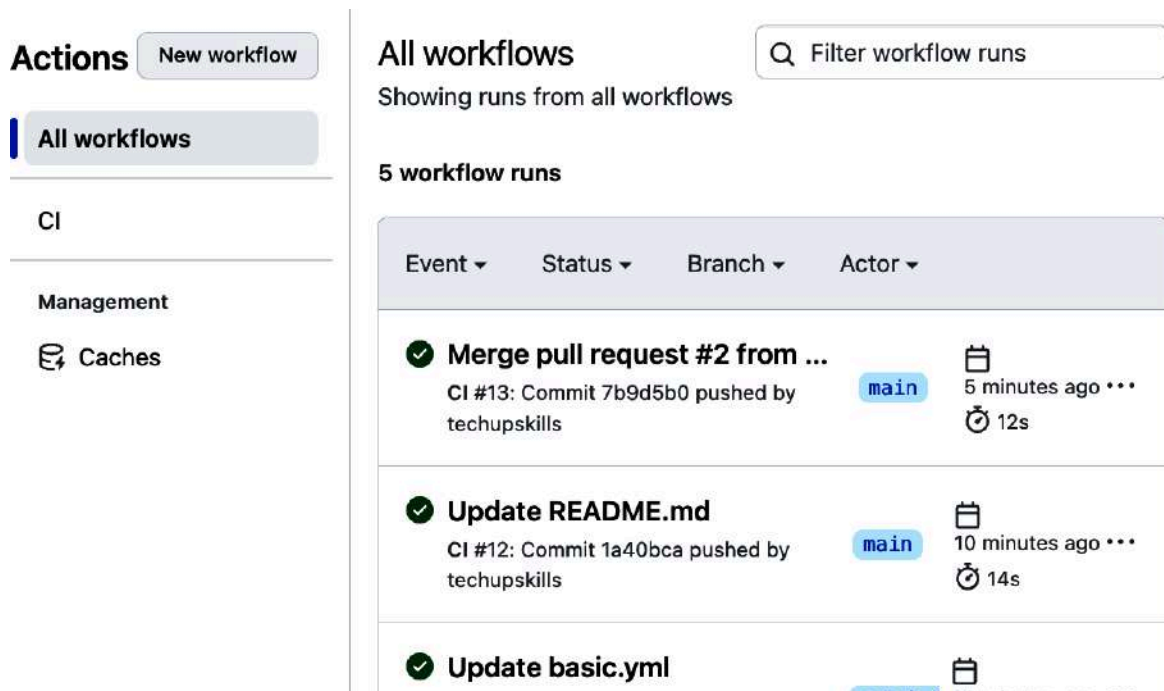 Actions
New workflow
All workflows
CI
Management
Caches
All workflows
Filter workflow runs
Showing runs from all workflows
5 workflow runs
Event
Status
Branch
Actor
Merge pull request #2 from ...
CI #13: Commit 7b9d5b0 pushed by
techupskills
main
5 minutes ago
12s
Update README.md
CI #12: Commit 1a40bca pushed by
techupskills
main
10 minutes ago
14s
Update basic.yml